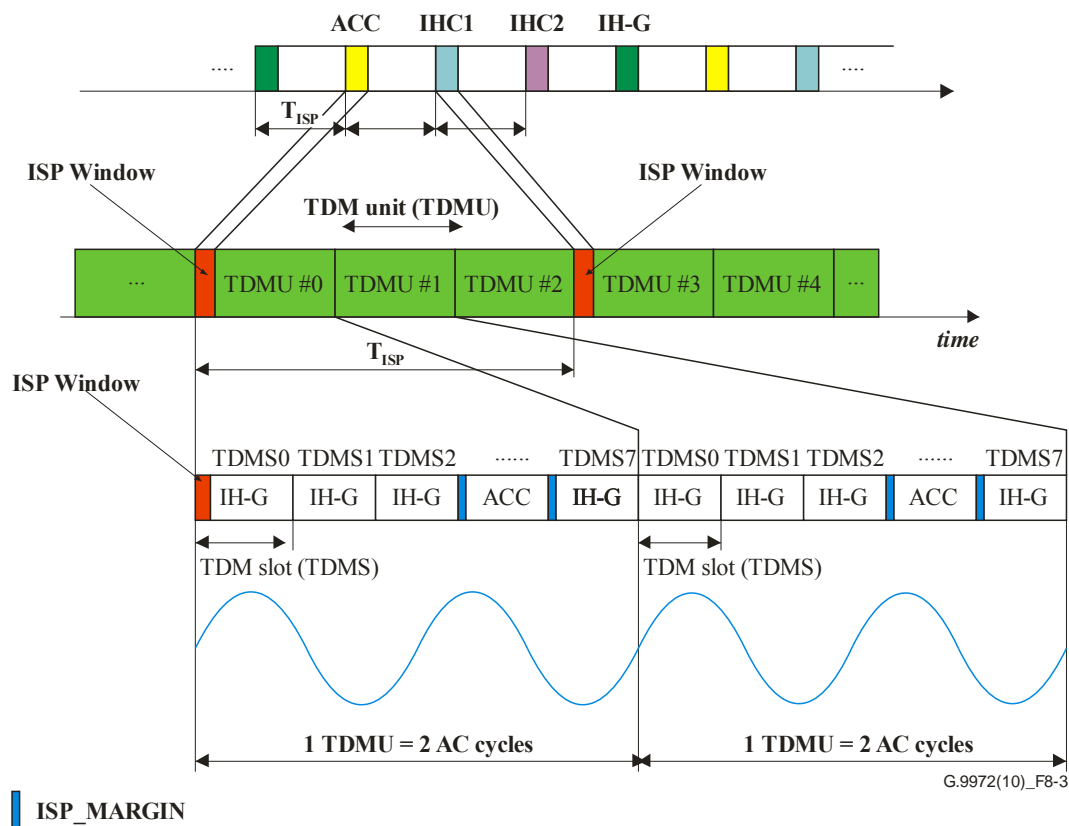 ACC IHC1 IHC2 IH-G
.... ....
T_ISP
ISP Window ISP Window
TDM unit (TDMU)
... TDMU #0 TDMU #1 TDMU #2 TDMU #3 TDMU #4 ...
time
T_ISP
ISP Window
TDMS0 TDMS1 TDMS2 ...... TDMS7 TDMS0 TDMS1 TDMS2 ...... TDMS7
IH-G IH-G IH-G ACC IH-G IH-G IH-G IH-G ACC IH-G
TDM slot (TDMS) TDM slot (TDMS)
1 TDMU = 2 AC cycles 1 TDMU = 2 AC cycles
G.9972(10)_F8-3
ISP_MARGIN